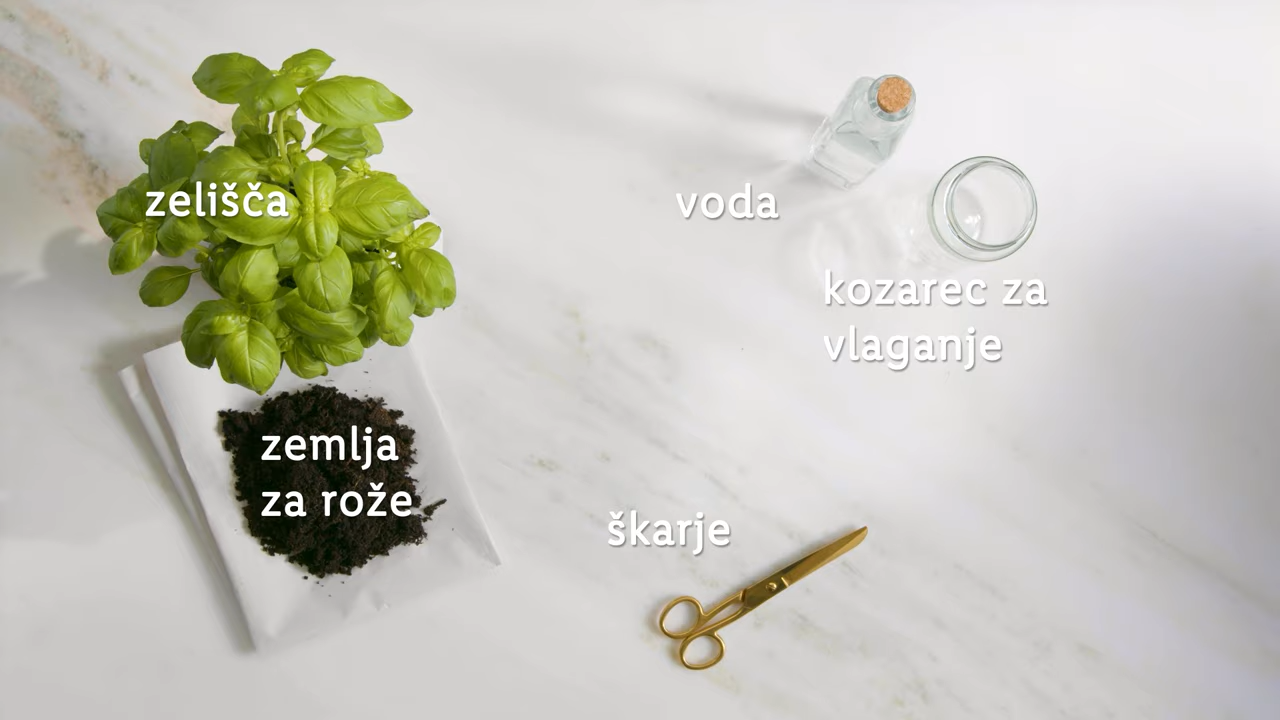 zelišča
voda
kozarec za
vlaganje
zemlja
za rože
škarje